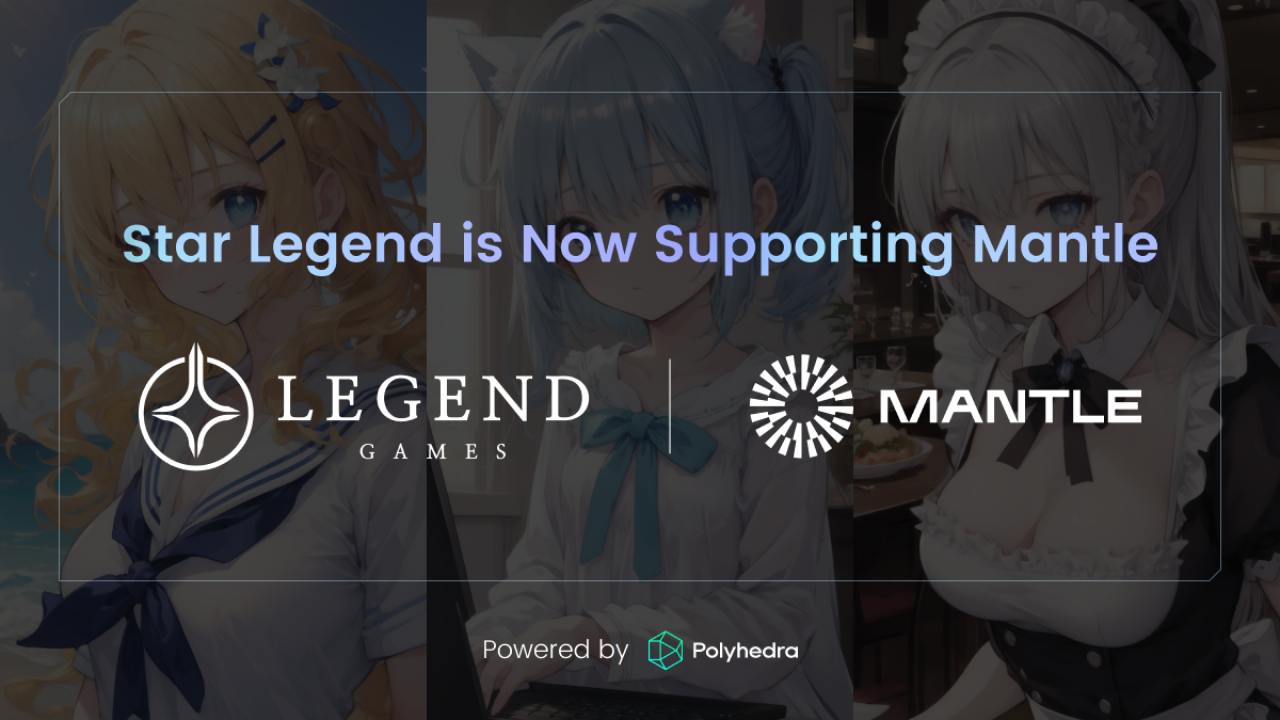 Star Legend is Now Supporting Mantle
LEGEND
GAMES
MANTLE
Powered by Polyhedra